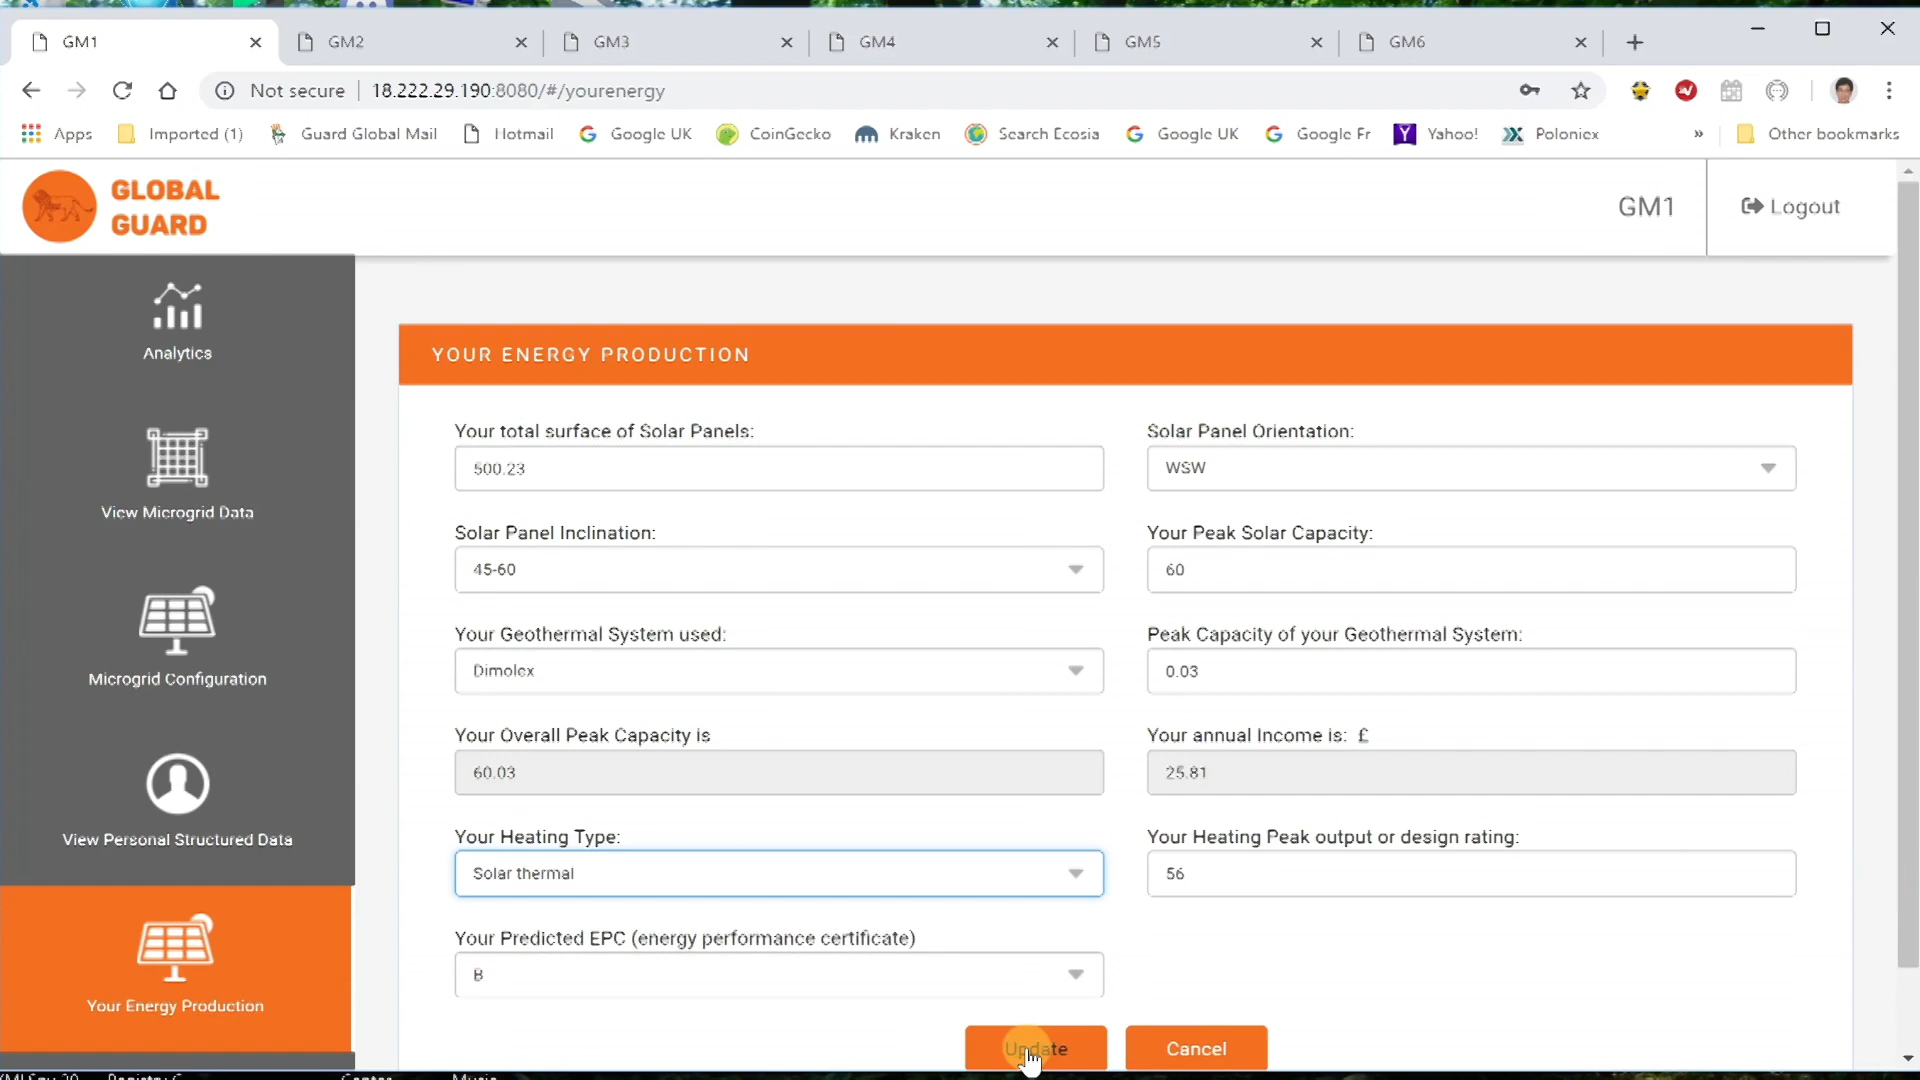 GM1 GM2 GM3 GM4 GM5 GM6
Not secure 18.222.29.190:8080/#/yourenergy
Apps Imported (1) Guard Global Mail Hotmail Google UK CoinGecko Kraken Search Ecosia Google UK Google Fr Yahoo! Poloniex » Other bookmarks
GLOBAL
GUARD
GM1 Logout
Analytics
View Microgrid Data
Microgrid Configuration
View Personal Structured Data
Your Energy Production
YOUR ENERGY PRODUCTION
Your total surface of Solar Panels: Solar Panel Orientation:
500.23 WSW
Solar Panel Inclination: Your Peak Solar Capacity:
45-60 60
Your Geothermal System used: Peak Capacity of your Geothermal System:
Dimplex 0.03
Your Overall Peak Capacity is Your annual Income is: £
60.03 25.81
Your Heating Type: Your Heating Peak output or design rating:
Solar thermal 56
Your Predicted EPC (energy performance certificate)
B
Update Cancel